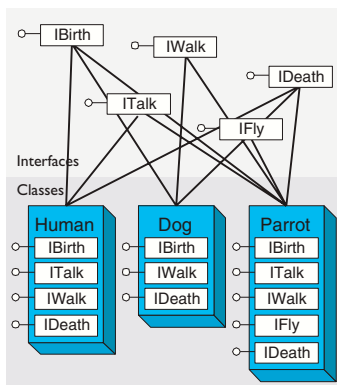 IBirth
IWalk
IDeath
ITalk
IFly
Interfaces
Classes
Human
IBirth
ITalk
IWalk
IDeath
Dog
IBirth
IWalk
IDeath
Parrot
IBirth
ITalk
IWalk
IFly
IDeath